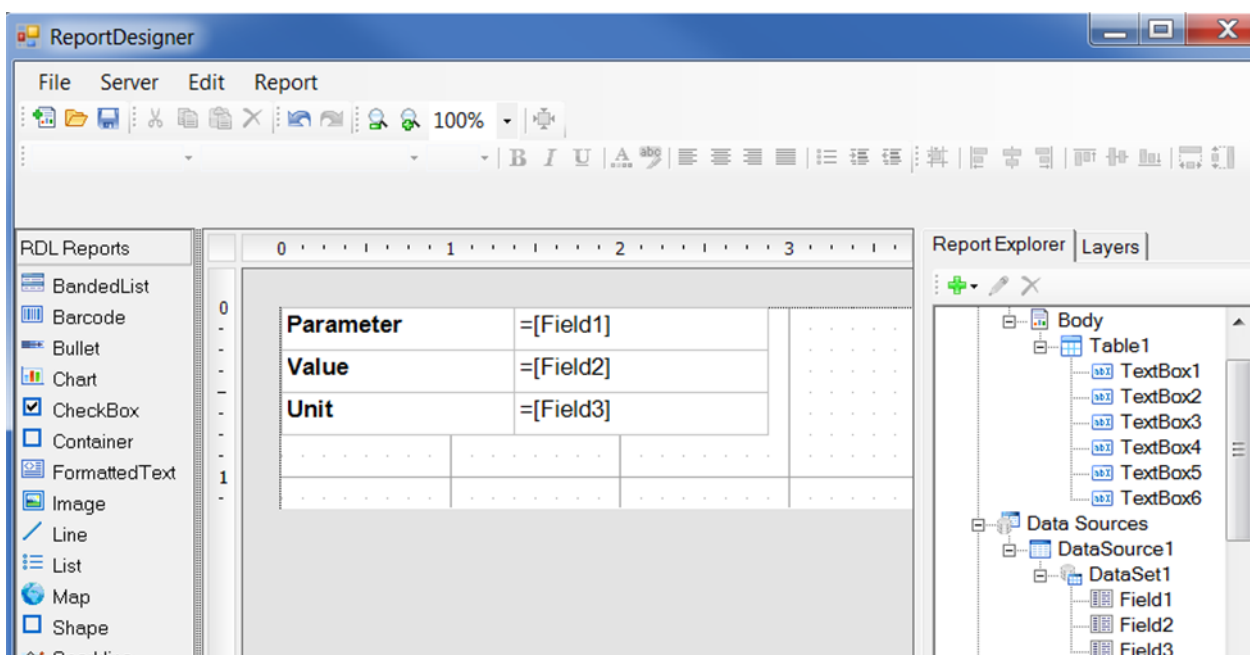 ReportDesigner
File Server Edit Report
100%
B I U A abc
RDL Reports
BandedList
Barcode
Bullet
Chart
CheckBox
Container
FormattedText
Image
Line
List
Map
Shape
0 1 2 3
0
1
Parameter =[Field1]
Value =[Field2]
Unit =[Field3]
Report Explorer Layers
Body
Table1
TextBox1
TextBox2
TextBox3
TextBox4
TextBox5
TextBox6
Data Sources
DataSource1
DataSet1
Field1
Field2
Field3